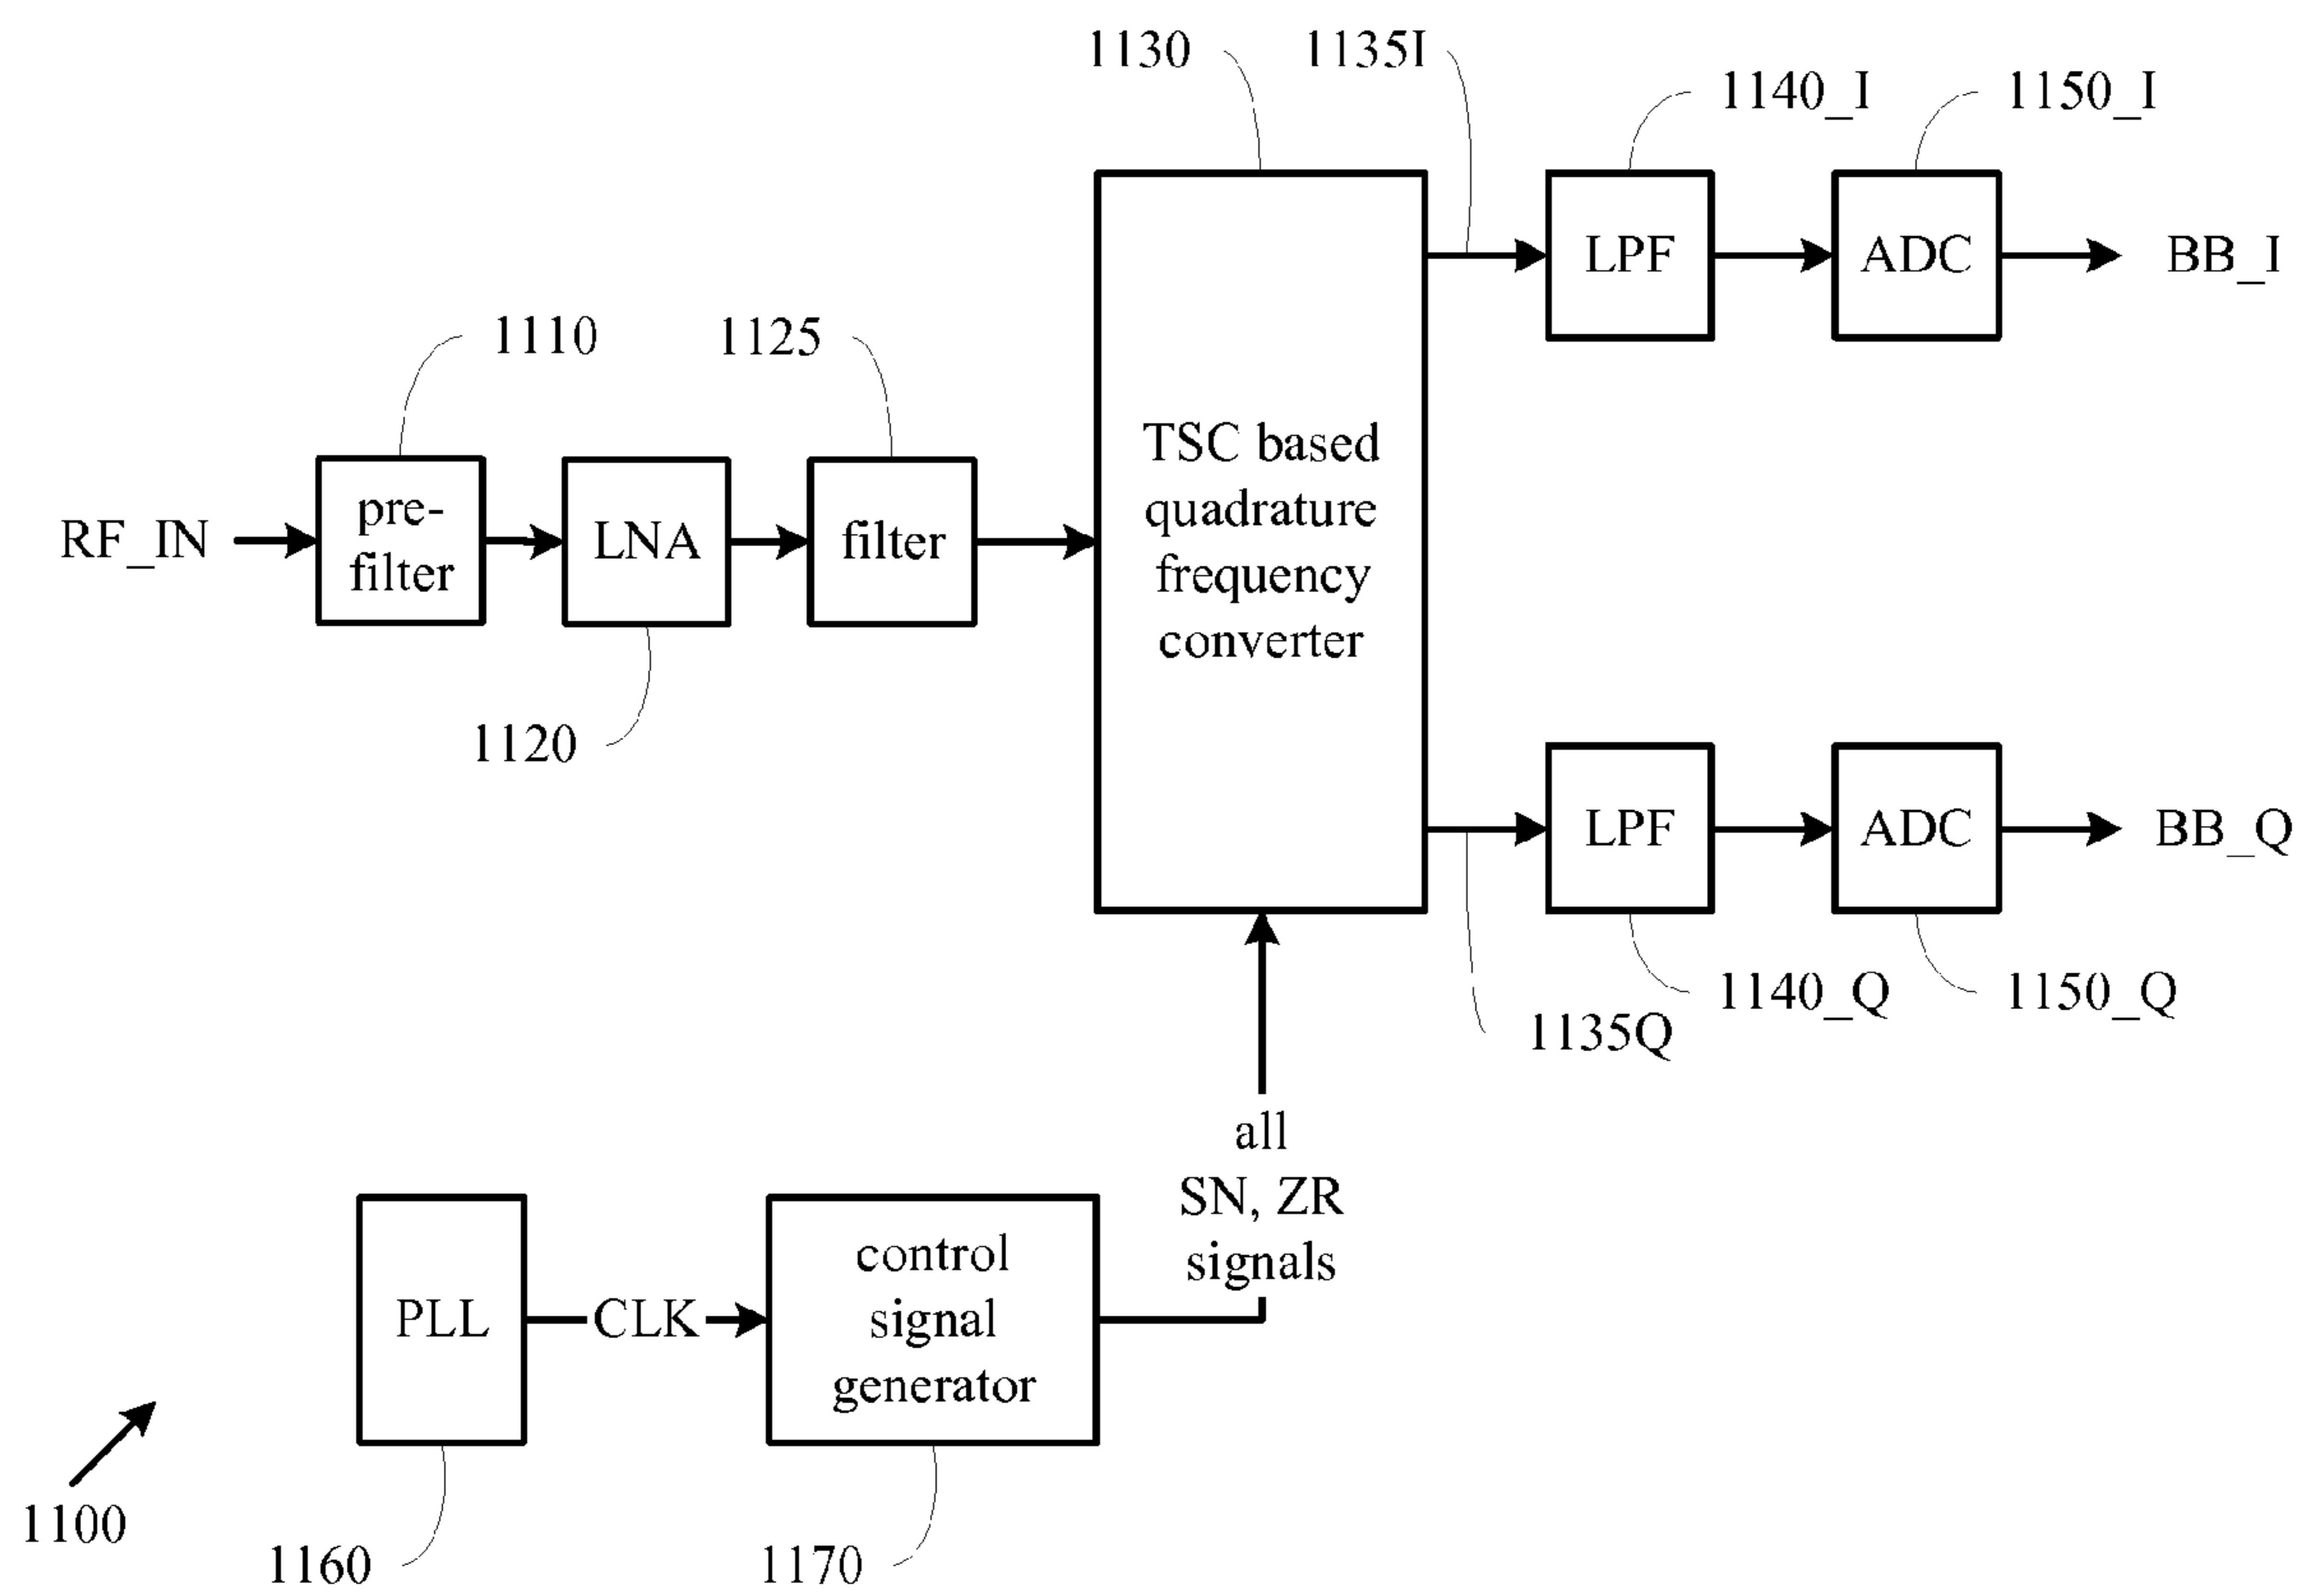 1130
1135I
1140_I
1150_I
LPF
ADC
BB_I
1110
1125
RF_IN
pre-
filter
LNA
filter
TSC based
quadrature
frequency
converter
1120
LPF
ADC
BB_Q
1140_Q
1150_Q
1135Q
all
SN, ZR
signals
PLL
CLK
control
signal
generator
1100
1160
1170